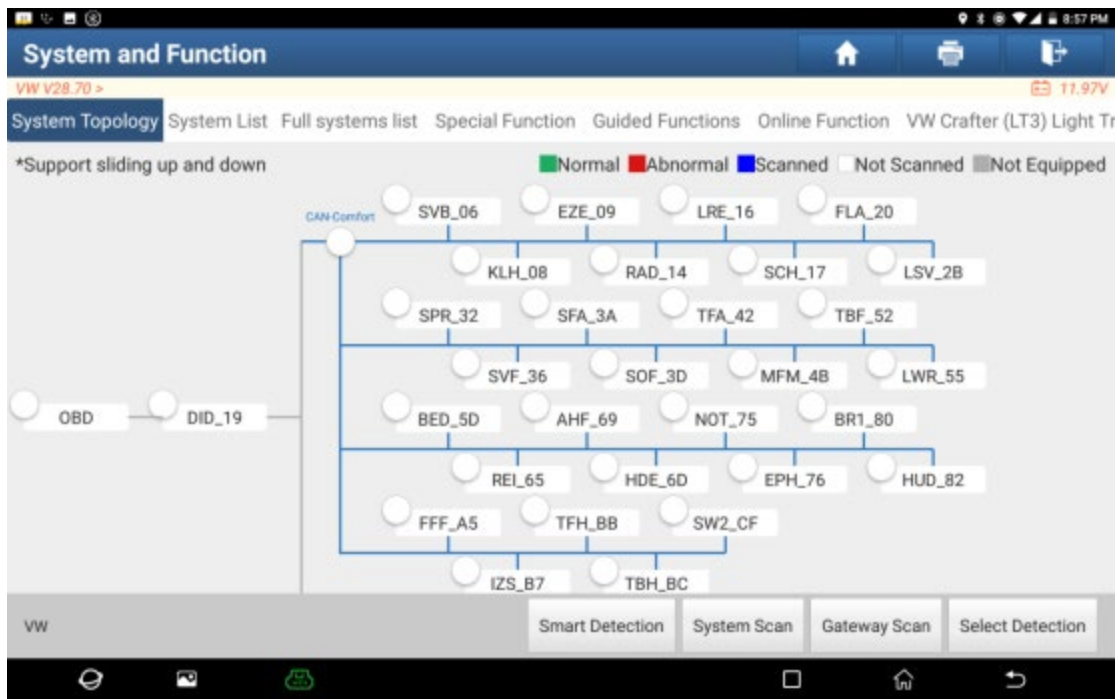 8:57 PM
System and Function
VW V28.70 >
11.97V
System Topology System List Full systems list Special Function Guided Functions Online Function VW Crafter (LT3) Light Tr
*Support sliding up and down
Normal Abnormal Scanned Not Scanned Not Equipped
CAN-Comfort
SVB_06 EZE_09 LRE_16 FLA_20
KLH_08 RAD_14 SCH_17 LSV_2B
SPR_32 SFA_3A TFA_42 TBF_52
SVF_36 SOF_3D MFM_4B LWR_55
OBD DID_19 BED_5D AHF_69 NOT_75 BR1_80
REI_65 HDE_6D EPH_76 HUD_82
FFF_A5 TFH_BB SW2_CF
IZS_B7 TBH_BC
VW Smart Detection System Scan Gateway Scan Select Detection